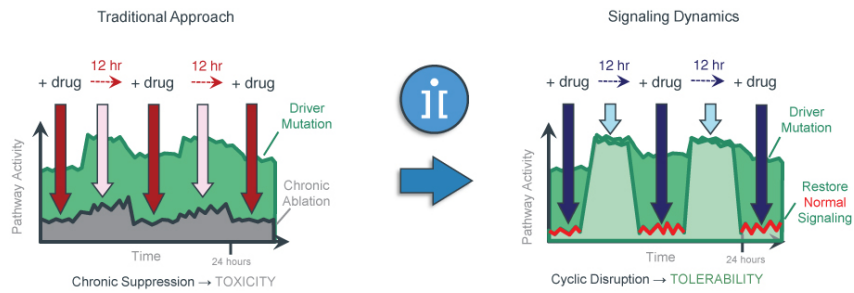 Traditional Approach
12 hr
12 hr
+ drug
+ drug
+ drug
Driver
Mutation
Chronic
Ablation
Pathway Activity
Time
24 hours
Chronic Suppression → TOXICITY
Signaling Dynamics
12 hr
12 hr
+ drug
+ drug
+ drug
Driver
Mutation
Restore
Normal
Signaling
Pathway Activity
Time
24 hours
Cyclic Disruption → TOLERABILITY